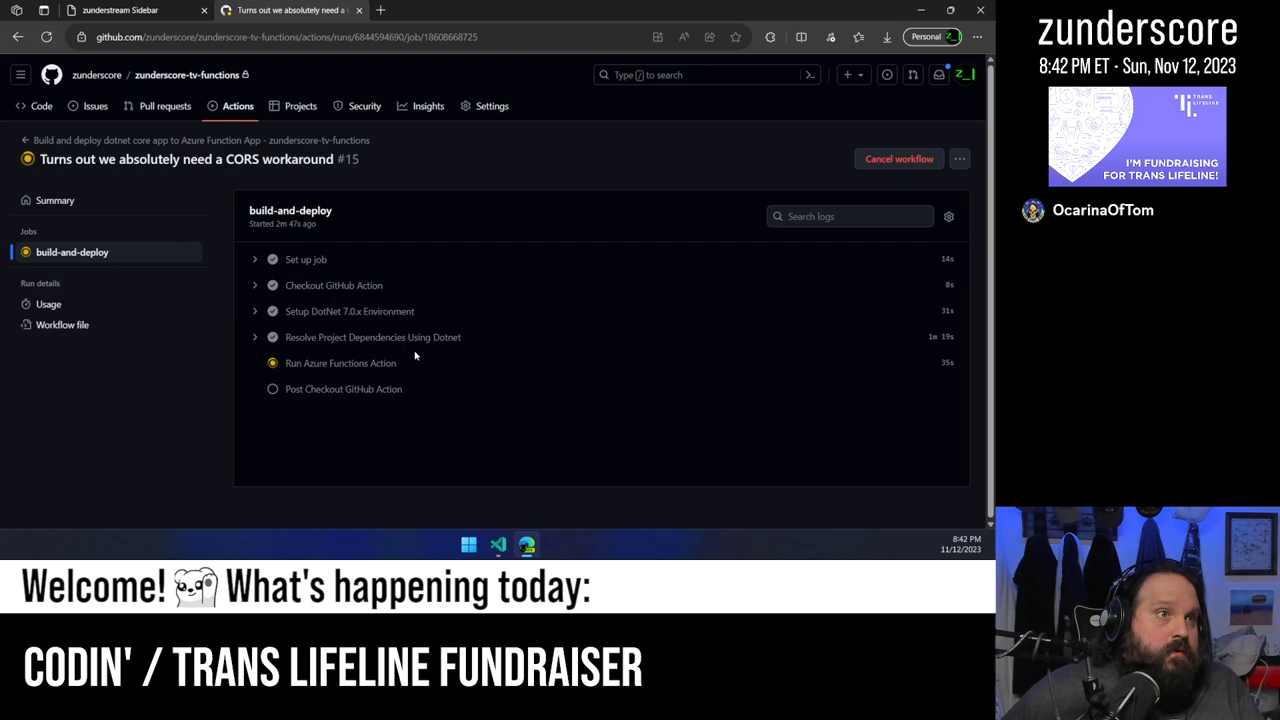 zunderstream Sidebar
Turns out we absolutely need a C
github.com/zunderscore/zunderscore-tv-functions/actions/runs/6844594690/job/18608668725
Personal
z_|
zunderscore / zunderscore-tv-functions
Type / to search
z_|
Code
Issues
Pull requests
Actions
Projects
Security
Insights
Settings
Build and deploy dotnet core app to Azure Function App - zunderscore-tv-functions
Turns out we absolutely need a CORS workaround #15
Cancel workflow
Summary
Jobs
build-and-deploy
Run details
Usage
Workflow file
build-and-deploy
Started 2m 47s ago
Search logs
Set up job 14s
Checkout GitHub Action 8s
Setup DotNet 7.0.x Environment 31s
Resolve Project Dependencies Using Dotnet 1m 19s
Run Azure Functions Action 35s
Post Checkout GitHub Action
8:42 PM
11/12/2023
zunderscore
8:42 PM ET · Sun, Nov 12, 2023
TRANS
LIFELINE
I'M FUNDRAISING
FOR TRANS LIFELINE!
OcarinaOfTom
Welcome! What's happening today:
CODIN' / TRANS LIFELINE FUNDRAISER